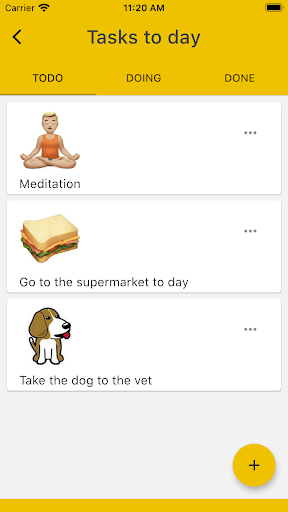 Carrier 11:20 AM
Tasks to day
TODO DOING DONE
Meditation
Go to the supermarket to day
Take the dog to the vet